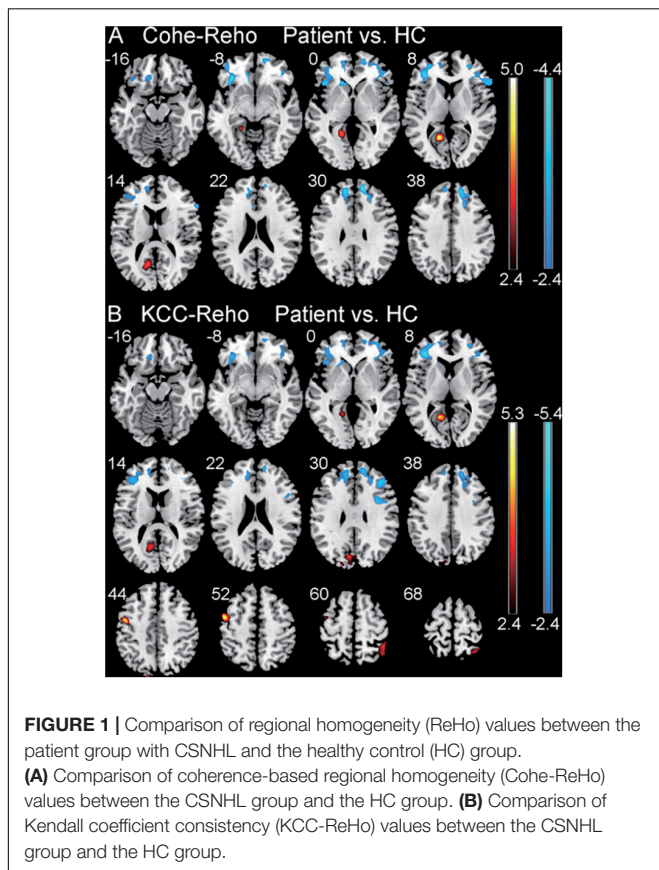 A Cohe-Reho Patient vs. HC
-16 -8 0 8
5.0 -4.4
14 22 30 38
2.4 -2.4
B KCC-Reho Patient vs. HC
-16 -8 0 8
5.3 -5.4
14 22 30 38
44 52 60 68
2.4 -2.4
FIGURE 1 | Comparison of regional homogeneity (ReHo) values between the
patient group with CSNHL and the healthy control (HC) group.
(A) Comparison of coherence-based regional homogeneity (Cohe-ReHo)
values between the CSNHL group and the HC group. (B) Comparison of
Kendall coefficient consistency (KCC-ReHo) values between the CSNHL
group and the HC group.